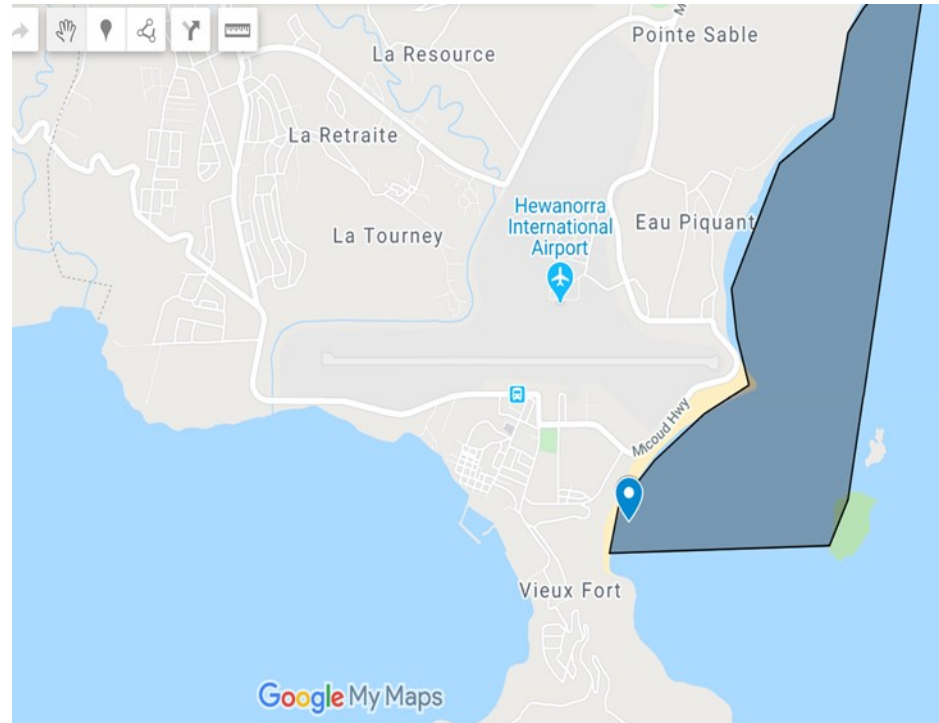 M
Pointe Sable
La Resource
La Retraite
Hewanorra
International
Airport
Eau Piquant
La Tourney
Micoud Hwy
Vieux Fort
Google My Maps